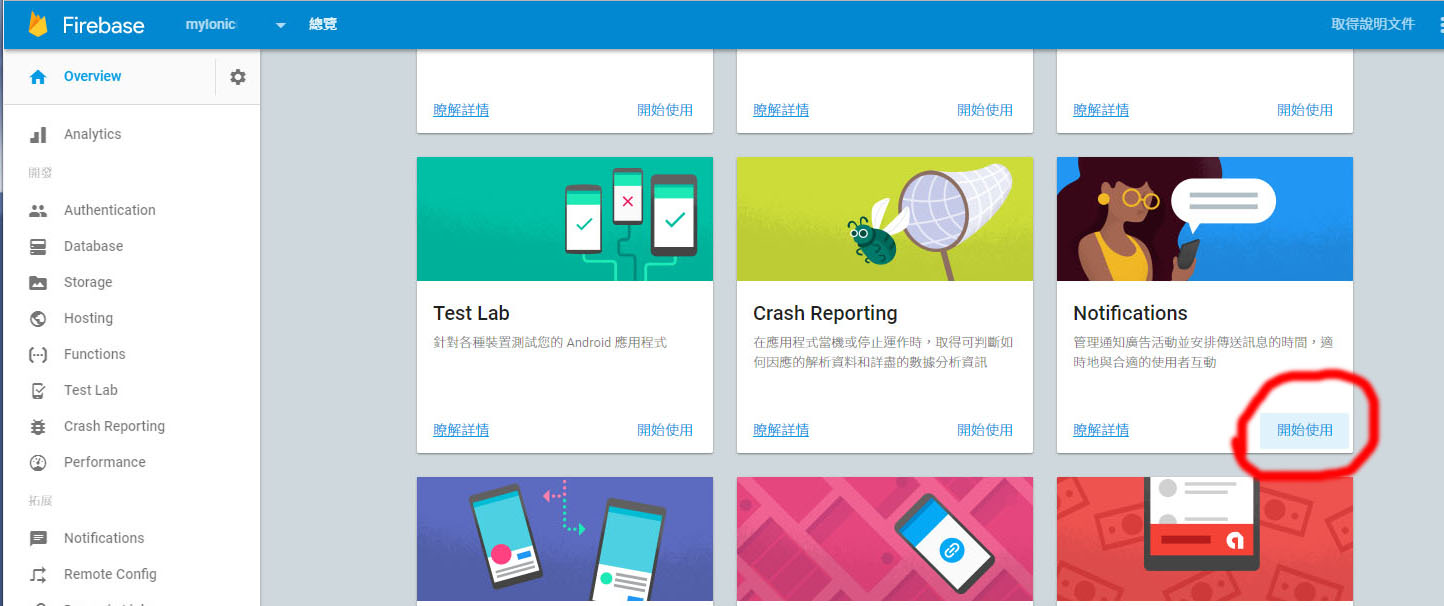 Firebase
myIonic
總覽
取得說明文件
Overview
Analytics
開發
Authentication
Database
Storage
Hosting
Functions
Test Lab
Crash Reporting
Performance
拓展
Notifications
Remote Config
瞭解詳情 開始使用
瞭解詳情 開始使用
瞭解詳情 開始使用
Test Lab
針對各種裝置測試您的 Android 應用程式
瞭解詳情 開始使用
Crash Reporting
在應用程式當機或停止運作時，取得可判斷如
何因應的解析資料和詳盡的數據分析資訊
瞭解詳情 開始使用
Notifications
管理通知廣告活動並安排傳送訊息的時間，適
時地與合適的使用者互動
瞭解詳情 開始使用